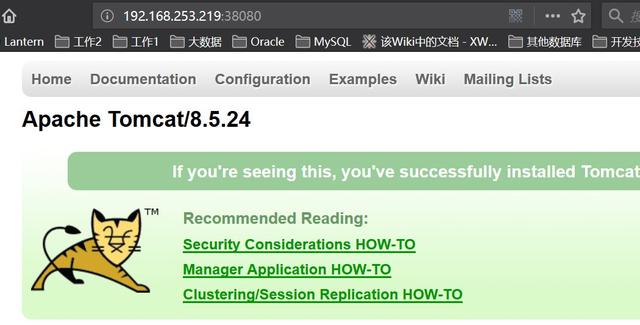 192.168.253.219:38080
Lantern 工作2 工作1 大数据 Oracle MySQL 该Wiki中的文档 - XW... 其他数据库
Home Documentation Configuration Examples Wiki Mailing Lists
Apache Tomcat/8.5.24
If you're seeing this, you've successfully installed Tomcat
TM
Recommended Reading:
Security Considerations HOW-TO
Manager Application HOW-TO
Clustering/Session Replication HOW-TO